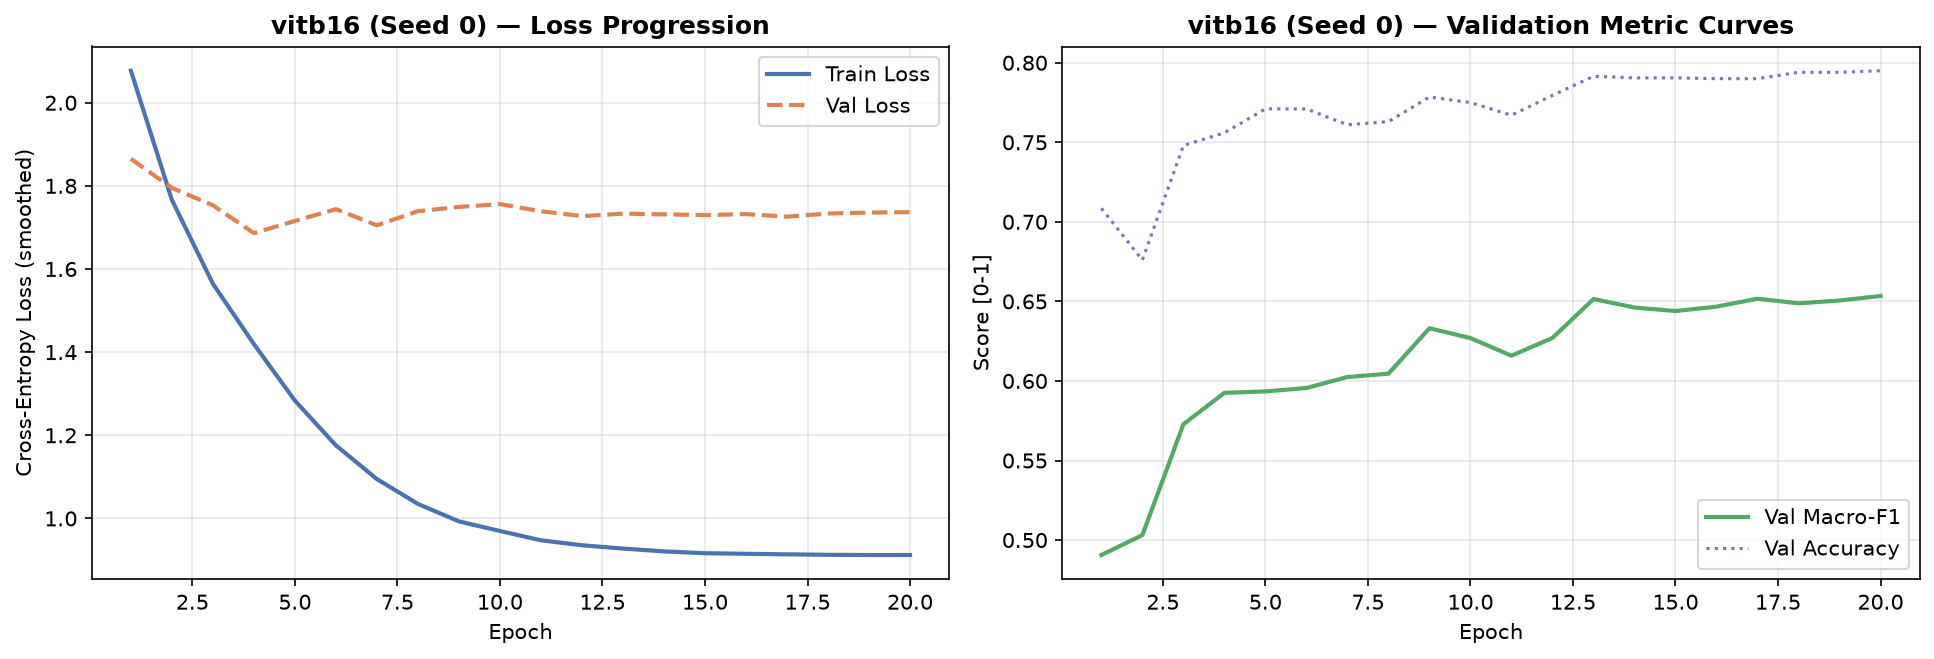 vitb16 (Seed 0) — Loss Progression
Cross-Entropy Loss (smoothed)
2.0
1.8
1.6
1.4
1.2
1.0
Train Loss
Val Loss
2.5 5.0 7.5 10.0 12.5 15.0 17.5 20.0
Epoch
vitb16 (Seed 0) — Validation Metric Curves
Score [0-1]
0.80
0.75
0.70
0.65
0.60
0.55
0.50
Val Macro-F1
Val Accuracy
2.5 5.0 7.5 10.0 12.5 15.0 17.5 20.0
Epoch